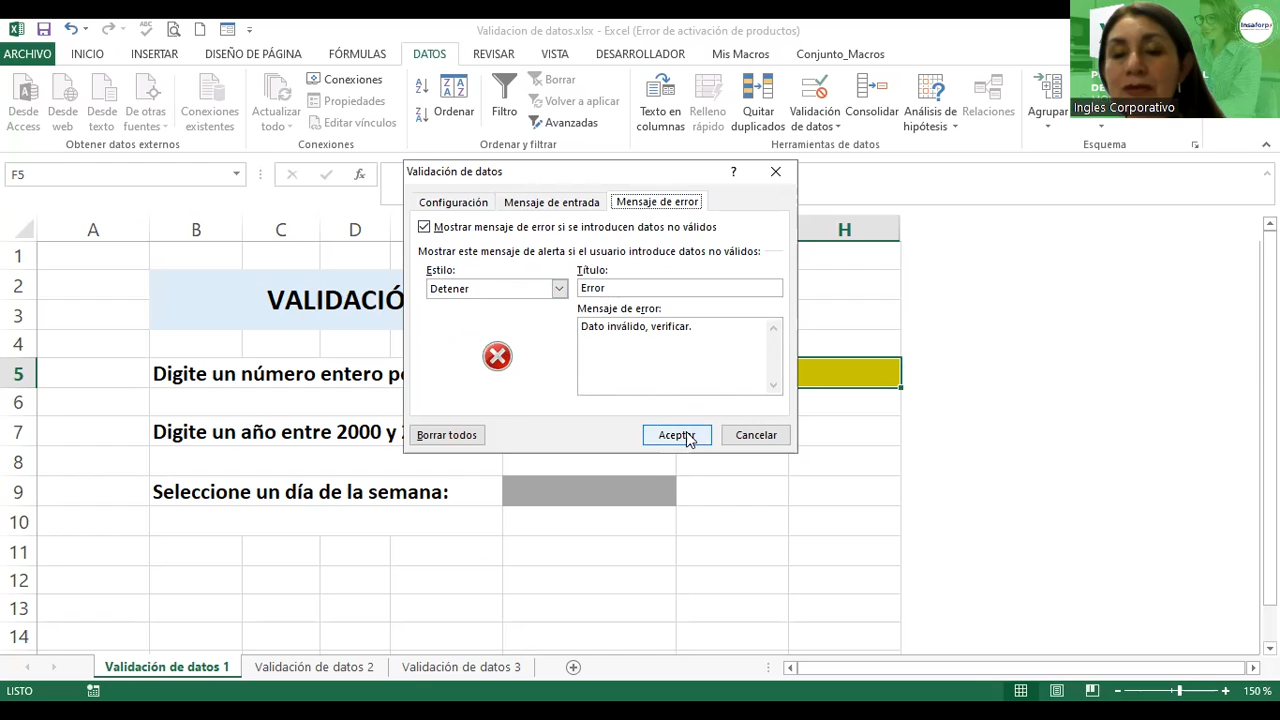 Validacion de datos.xlsx - Excel (Error de activación de productos)
ARCHIVO INICIO INSERTAR DISEÑO DE PÁGINA FÓRMULAS DATOS REVISAR VISTA DESARROLLADOR Mis Macros Conjunto_Macros
Insaforp
Ingles Corporativo
Desde Access
Desde web
Desde texto
De otras fuentes
Obtener datos externos
Conexiones existentes
Actualizar todo
Conexiones
Propiedades
Editar vínculos
Conexiones
Ordenar
Filtro
Borrar
Volver a aplicar
Avanzadas
Ordenar y filtrar
Texto en columnas
Relleno rápido
Quitar duplicados
Validación de datos
Consolidar
Análisis de hipótesis
Relaciones
Herramientas de datos
Agrupar
Esquema
F5
fx
A B C D H
1
2
3
4
5
6
7
8
9
10
11
12
13
14
VALIDACIÓ
Digite un número entero p
Digite un año entre 2000 y
Seleccione un día de la semana:
Validación de datos
?
Configuración Mensaje de entrada Mensaje de error
Mostrar mensaje de error si se introducen datos no válidos
Mostrar este mensaje de alerta si el usuario introduce datos no válidos:
Estilo: Título:
Detener Error
Mensaje de error:
Dato inválido, verificar.
Borrar todos Aceptar Cancelar
Validación de datos 1 Validación de datos 2 Validación de datos 3
LISTO 150 %